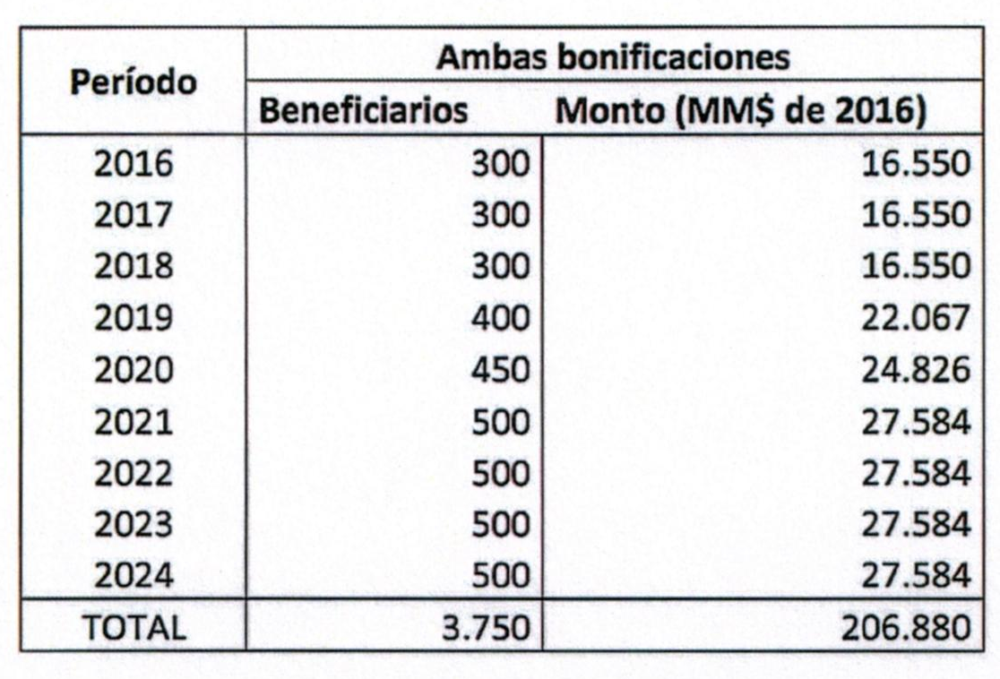 Período
Ambas bonificaciones
Beneficiarios Monto (MM$ de 2016)
2016 300 16.550
2017 300 16.550
2018 300 16.550
2019 400 22.067
2020 450 24.826
2021 500 27.584
2022 500 27.584
2023 500 27.584
2024 500 27.584
TOTAL 3.750 206.880